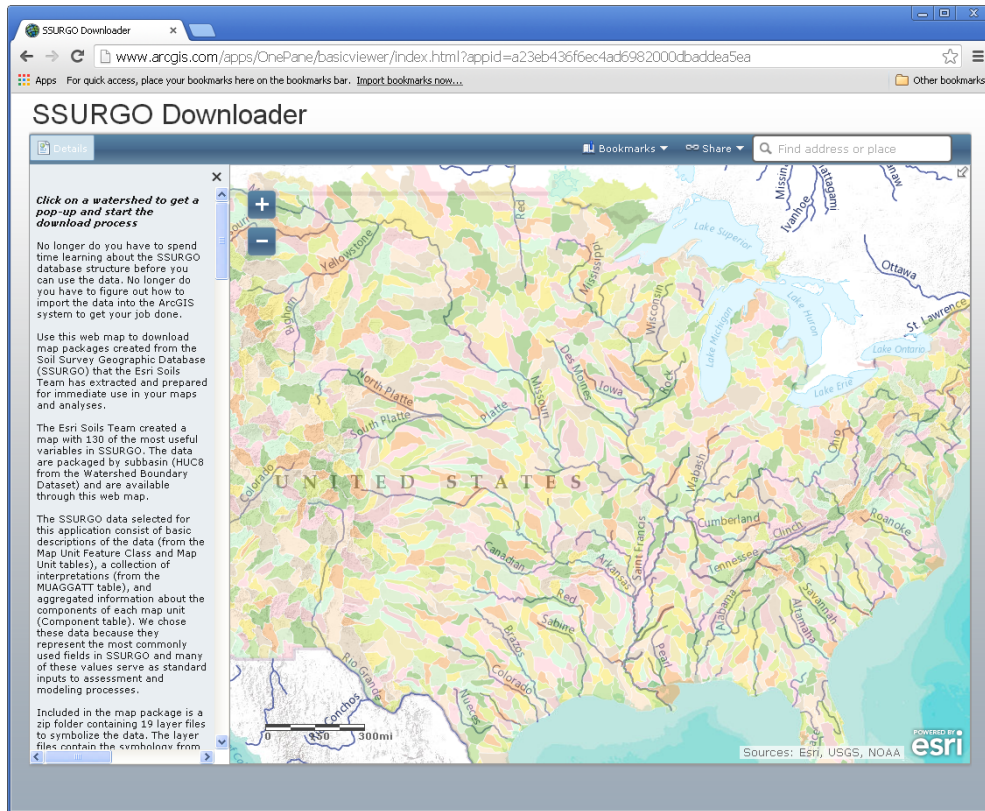 SSURGO Downloader
www.arcgis.com/apps/OnePane/basicviewer/index.html?appid=a23eb436f6ec4ad6982000dbaddea5ea
Apps For quick access, place your bookmarks here on the bookmarks bar. Import bookmarks now...
Other bookmarks
SSURGO Downloader
Details
Bookmarks
Share
Find address or place
Click on a watershed to get a
pop-up and start the
download process
No longer do you have to spend
time learning about the SSURGO
database structure before you
can use the data. No longer do
you have to figure out how to
import the data into the ArcGIS
system to get your job done.
Use this web map to download
map packages created from the
Soil Survey Geographic Database
(SSURGO) that the Esri Soils
Team has extracted and prepared
for immediate use in your maps
and analyses.
The Esri Soils Team created a
map with 130 of the most useful
variables in SSURGO. The data
are packaged by subbasin (HUC8
from the Watershed Boundary
Dataset) and are available
through this web map.
The SSURGO data selected for
this application consist of basic
descriptions of the data (from the
Map Unit Feature Class and Map
Unit tables), a collection of
interpretations (from the
MUAGGATT table), and
aggregated information about the
components of each map unit
(Component table). We chose
these data because they
represent the most commonly
used fields in SSURGO and many
of these values serve as standard
inputs to assessment and
modeling processes.
Included in the map package is a
zip folder containing 19 layer files
to symbolize the data. The layer
files contain the symbology from
Red
Yellowstone
Bighorn
Mississippi
Wisconsin
Lake Superior
Lake Michigan
Lake Huron
Ivanhoe
Mattagami
Ottawa
St. Lawrence
Lake Ontario
Lake Erie
North Platte
South Platte
Platte
Missouri
Des Moines
Iowa
Rock
Colorado
UNITED STATES
Wabash
Ohio
Cumberland
Clinch
Roanoke
Tennessee
Saint Francis
Canadian
Arkansas
Red
Sabine
Brazos
Colorado
Nueces
Rio Grande
Conchos
Pearl
Alabama
Altamaha
Savannah
0 150 300mi
Sources: Esri, USGS, NOAA
POWERED BY
esri